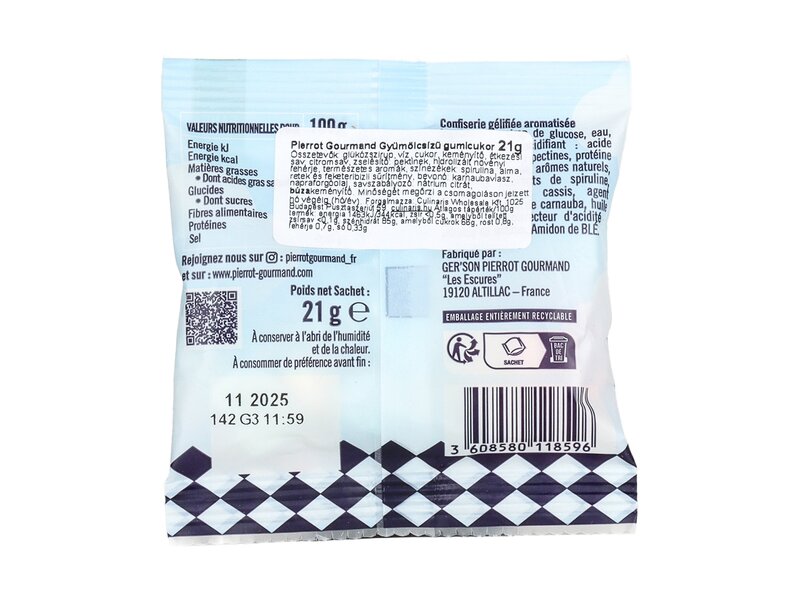 VALEURS NUTRITIONNELLES POUR 100 g
Energie kJ
Energie kcal
Matières grasses
• Dont acides gras sa
Glucides
• Dont sucres
Fibres alimentaires
Protéines
Sel
Rejoignez nous sur : pierrotgourmand_fr
et sur : www.pierrot-gourmand.com
Poids net Sachet :
21 g ℮
À conserver à l'abri de l'humidité
et de la chaleur.
À consommer de préférence avant fin :
11 2025
142 G3 11:59
Pierrot Gourmand Gyümölcsízű gumicukor 21g
Összetevők: glükózszirup, víz, cukor, keményítő, étkezési
sav: citromsav, zselésítő: pektinek, hidrolizált növényi
fehérje, természetes aromák, színezékek: spirulina, alma,
retek és feketeribizli sűrítmény, bevonó: karnaubaviasz,
napraforgóolaj, savszabályozó: nátrium citrát,
búzakeményítő. Minőségét megőrzi a csomagoláson jelzett
hó végéig (hó/év). Forgalmazza: Culinaris Wholesale Kft. 1025
Budapest Pusztaszeri út 59. culinaris.hu Átlagos tápérték/100g
termék: energia 1463kJ/344kcal, zsír <0,5g, amelyből telített
zsírsav <0,1g, szénhidrát 85g, amelyből cukrok 66g, rost 0,6g,
fehérje 0,7g, só 0,33g
Confiserie gélifiée aromatisée
de glucose, eau,
idifiant : acide
pectines, protéine
arômes naturels,
ts de spiruline,
cassis, agent
e carnauba, huile
ecteur d'acidité
Amidon de BLÉ.
Fabriqué par :
GER'SON PIERROT GOURMAND
"Les Escures"
19120 ALTILLAC – France
EMBALLAGE ENTIÈREMENT RECYCLABLE
SACHET
BAC
DE
TRI
3 608580 118596